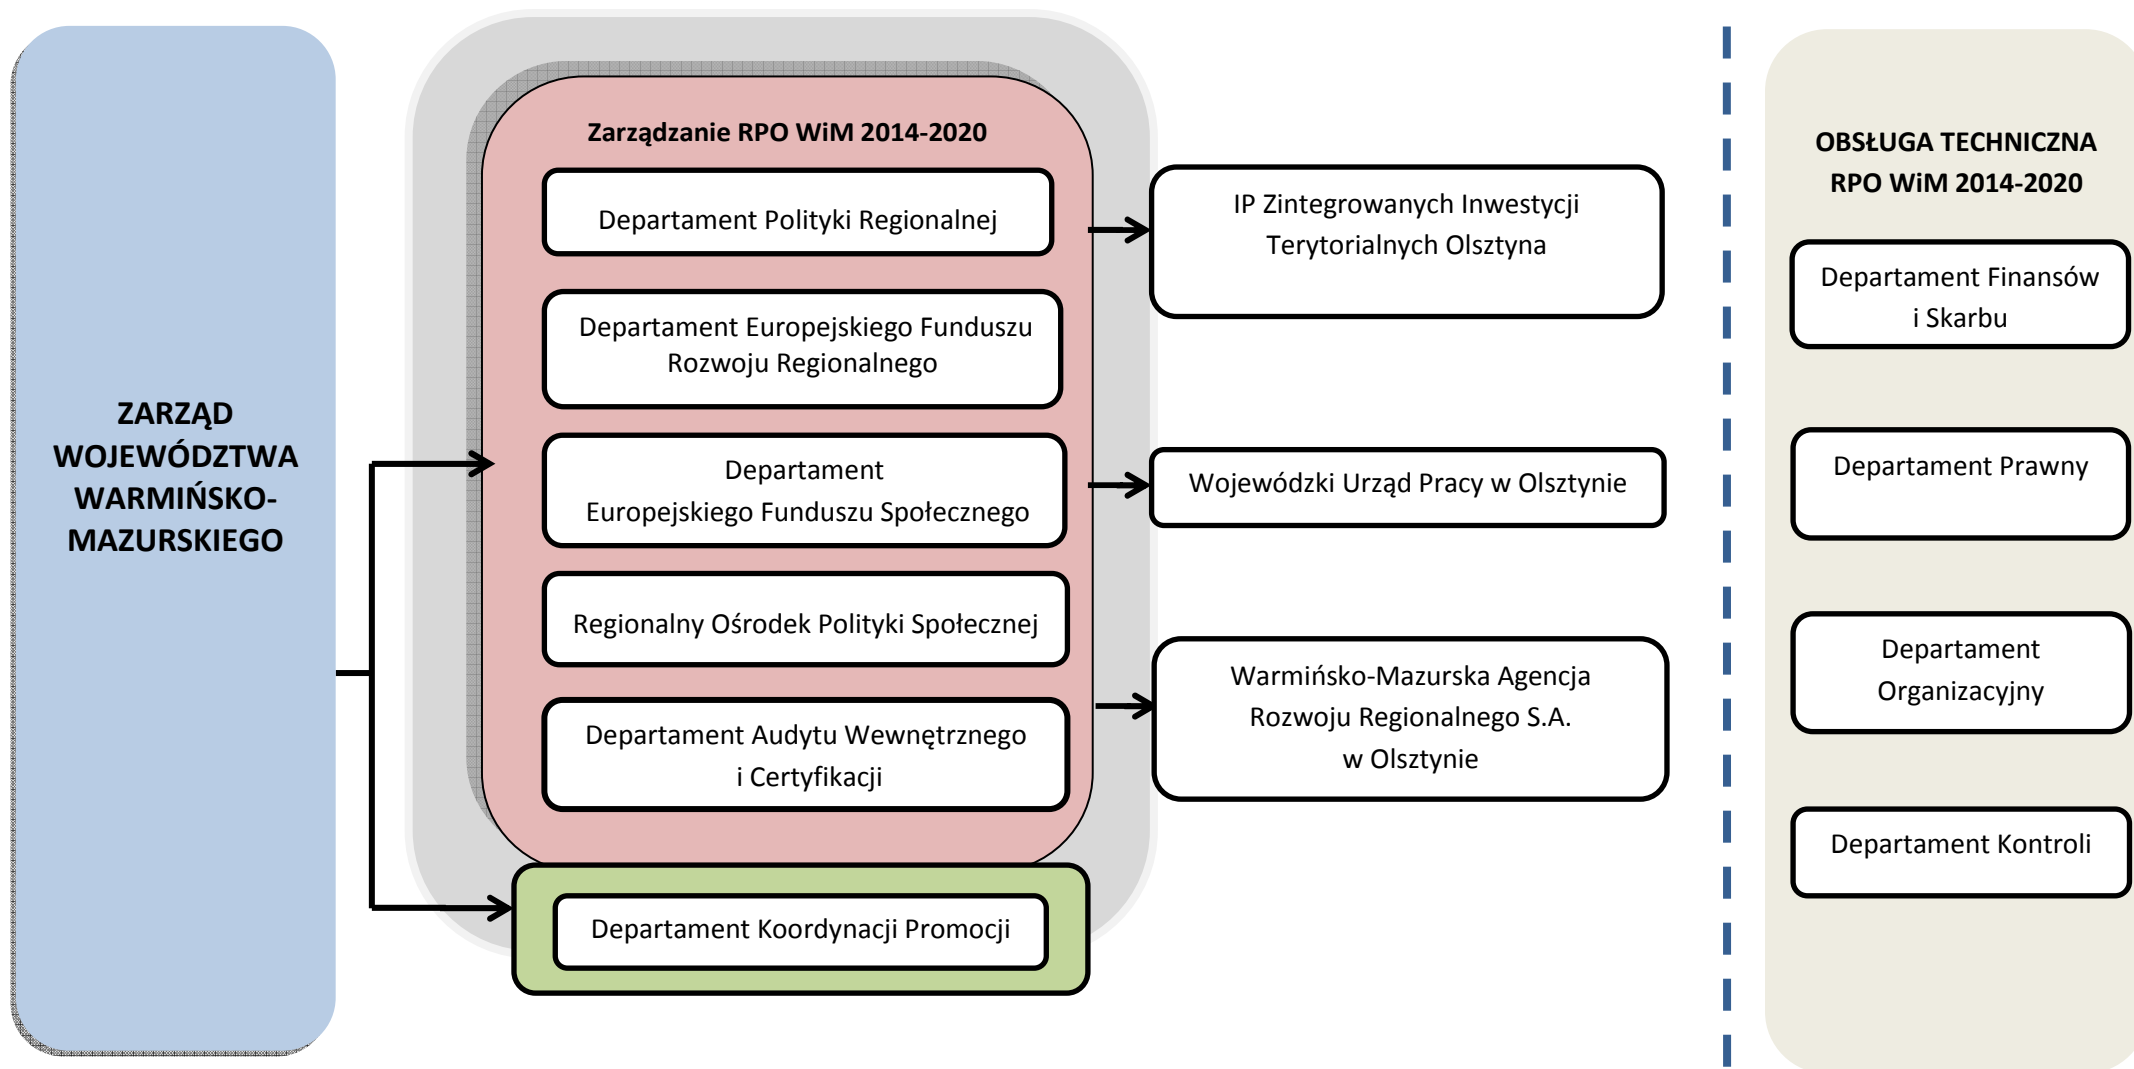 ZARZĄD
WOJEWÓDZTWA
WARMIŃSKO-
MAZURSKIEGO
Zarządzanie RPO WiM 2014-2020
Departament Polityki Regionalnej
Departament Europejskiego Funduszu
Rozwoju Regionalnego
Departament
Europejskiego Funduszu Społecznego
Regionalny Ośrodek Polityki Społecznej
Departament Audytu Wewnętrznego
i Certyfikacji
Departament Koordynacji Promocji
IP Zintegrowanych Inwestycji
Terytorialnych Olsztyna
Wojewódzki Urząd Pracy w Olsztynie
Warmińsko-Mazurska Agencja
Rozwoju Regionalnego S.A.
w Olsztynie
OBSŁUGA TECHNICZNA
RPO WiM 2014-2020
Departament Finansów
i Skarbu
Departament Prawny
Departament
Organizacyjny
Departament Kontroli